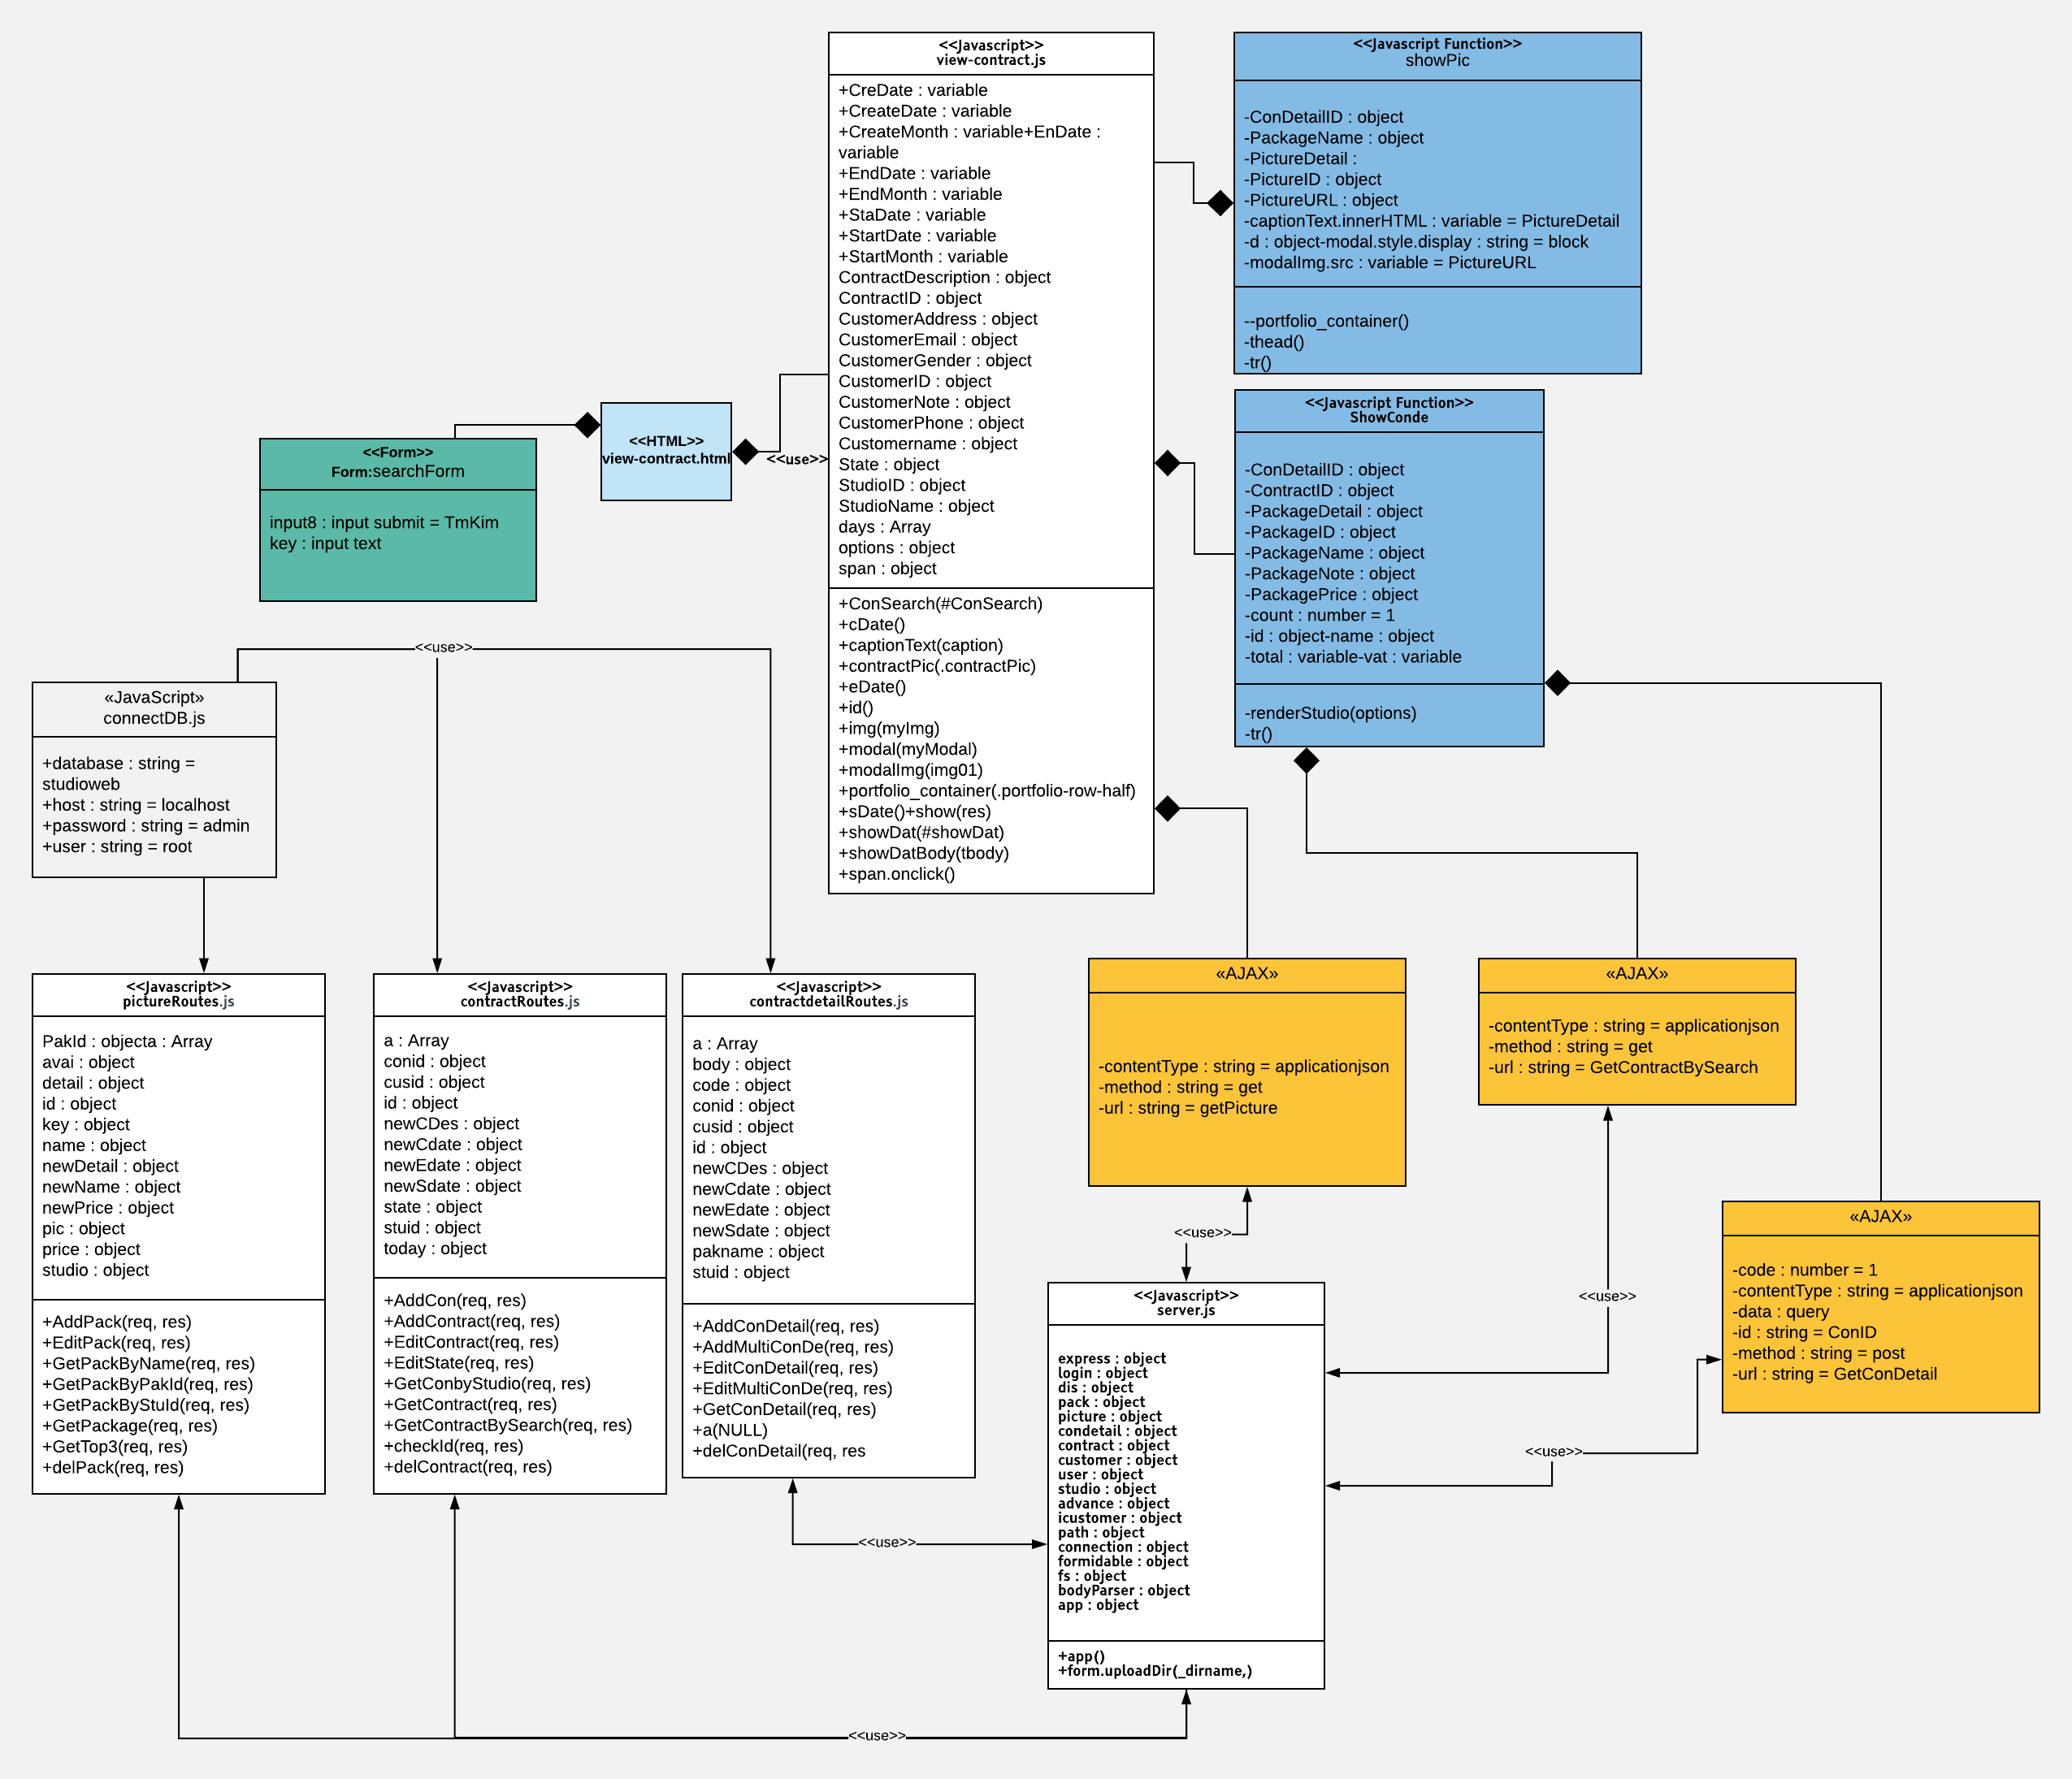 <<Javascript>>
view-contract.js
+CreDate : variable
+CreateDate : variable
+CreateMonth : variable+EnDate :
variable
+EndDate : variable
+EndMonth : variable
+StaDate : variable
+StartDate : variable
+StartMonth : variable
ContractDescription : object
ContractID : object
CustomerAddress : object
CustomerEmail : object
CustomerGender : object
CustomerID : object
CustomerNote : object
CustomerPhone : object
Customername : object
State : object
StudioID : object
StudioName : object
days : Array
options : object
span : object
+ConSearch(#ConSearch)
+cDate()
+captionText(caption)
+contractPic(.contractPic)
+eDate()
+id()
+img(myImg)
+modal(myModal)
+modalImg(img01)
+portfolio_container(.portfolio-row-half)
+sDate()+show(res)
+showDat(#showDat)
+showDatBody(tbody)
+span.onclick()
<<Javascript Function>>
showPic
-ConDetailID : object
-PackageName : object
-PictureDetail :
-PictureID : object
-PictureURL : object
-captionText.innerHTML : variable = PictureDetail
-d : object-modal.style.display : string = block
-modalImg.src : variable = PictureURL
--portfolio_container()
-thead()
-tr()
<<Javascript Function>>
ShowConde
-ConDetailID : object
-ContractID : object
-PackageDetail : object
-PackageID : object
-PackageName : object
-PackageNote : object
-PackagePrice : object
-count : number = 1
-id : object-name : object
-total : variable-vat : variable
-renderStudio(options)
-tr()
<<HTML>>
view-contract.html
<<use>>
<<Form>>
Form:searchForm
input8 : input submit = TmKim
key : input text
<<use>>
«JavaScript»
connectDB.js
+database : string =
studioweb
+host : string = localhost
+password : string = admin
+user : string = root
<<Javascript>>
pictureRoutes.js
PakId : objecta : Array
avai : object
detail : object
id : object
key : object
name : object
newDetail : object
newName : object
newPrice : object
pic : object
price : object
studio : object
+AddPack(req, res)
+EditPack(req, res)
+GetPackByName(req, res)
+GetPackByPakId(req, res)
+GetPackByStuId(req, res)
+GetPackage(req, res)
+GetTop3(req, res)
+delPack(req, res)
<<Javascript>>
contractRoutes.js
a : Array
conid : object
cusid : object
id : object
newCDes : object
newCdate : object
newEdate : object
newSdate : object
state : object
stuid : object
today : object
+AddCon(req, res)
+AddContract(req, res)
+EditContract(req, res)
+EditState(req, res)
+GetConbyStudio(req, res)
+GetContract(req, res)
+GetContractBySearch(req, res)
+checkId(req, res)
+delContract(req, res)
<<Javascript>>
contractdetailRoutes.js
a : Array
body : object
code : object
conid : object
cusid : object
id : object
newCDes : object
newCdate : object
newEdate : object
newSdate : object
pakname : object
stuid : object
+AddConDetail(req, res)
+AddMultiConDe(req, res)
+EditConDetail(req, res)
+EditMultiConDe(req, res)
+GetConDetail(req, res)
+a(NULL)
+delConDetail(req, res
«AJAX»
-contentType : string = applicationjson
-method : string = get
-url : string = getPicture
«AJAX»
-contentType : string = applicationjson
-method : string = get
-url : string = GetContractBySearch
«AJAX»
-code : number = 1
-contentType : string = applicationjson
-data : query
-id : string = ConID
-method : string = post
-url : string = GetConDetail
<<use>>
<<use>>
<<use>>
<<Javascript>>
server.js
express : object
login : object
dis : object
pack : object
picture : object
condetail : object
contract : object
customer : object
user : object
studio : object
advance : object
icustomer : object
path : object
connection : object
formidable : object
fs : object
bodyParser : object
app : object
+app()
+form.uploadDir(_dirname,)
<<use>>
<<use>>